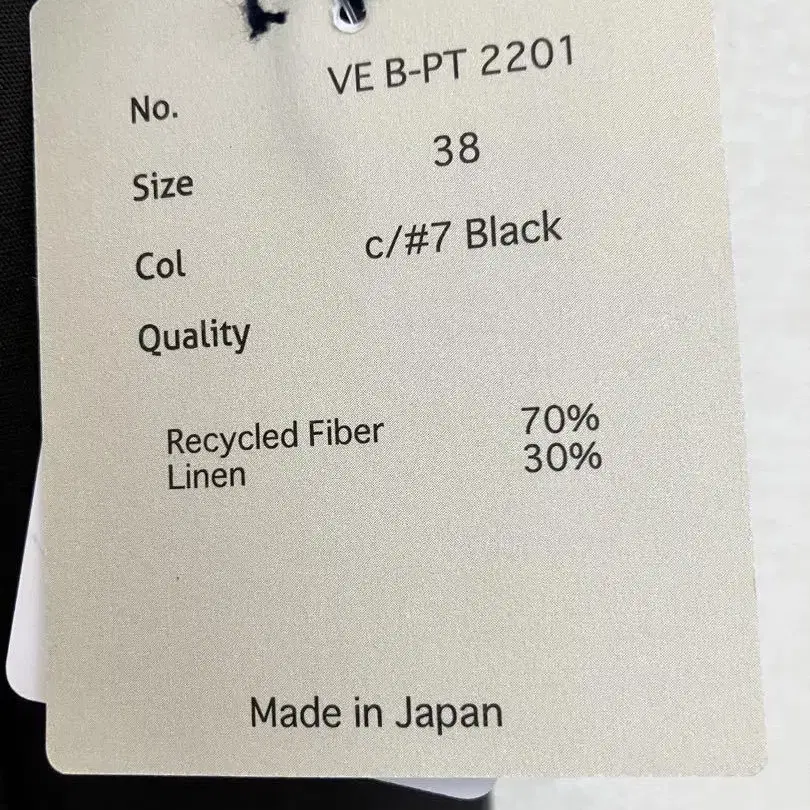 No. VE B-PT 2201
Size 38
Col c/#7 Black
Quality
Recycled Fiber 70%
Linen 30%
Made in Japan